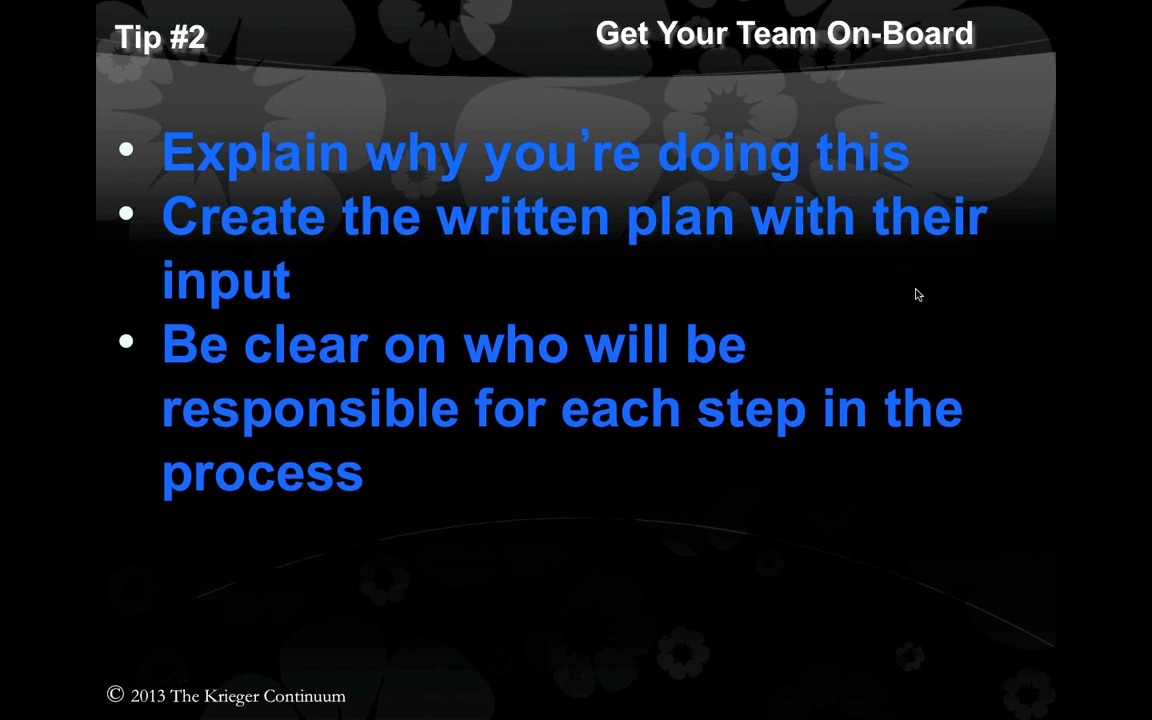 Tip #2
Get Your Team On-Board
• Explain why you’re doing this
• Create the written plan with their
input
• Be clear on who will be
responsible for each step in the
process
© 2013 The Krieger Continuum